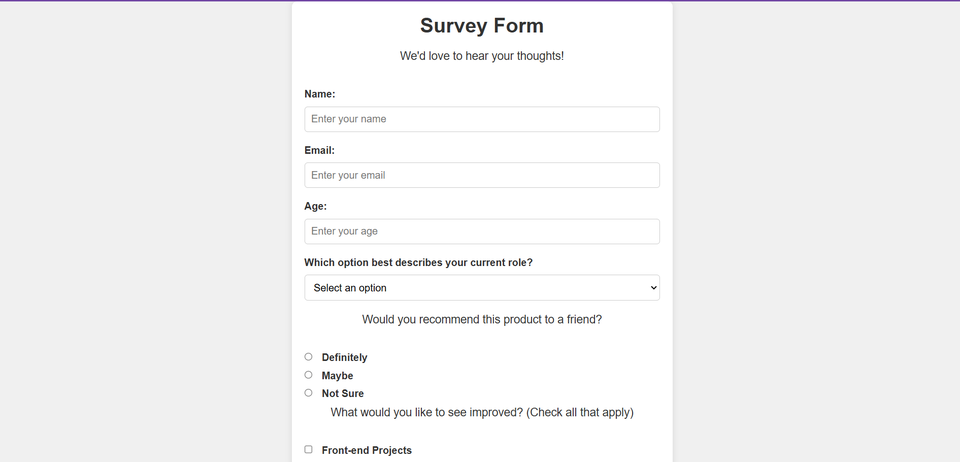 Survey Form
We'd love to hear your thoughts!
Name:
Enter your name
Email:
Enter your email
Age:
Enter your age
Which option best describes your current role?
Select an option
Would you recommend this product to a friend?
Definitely
Maybe
Not Sure
What would you like to see improved? (Check all that apply)
Front-end Projects